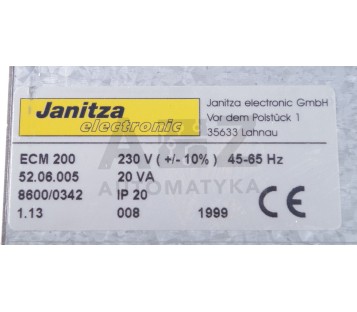 Janitza
electronic
Janitza electronic GmbH
Vor dem Polstück 1
35633 Lahnau
ECM 200 230 V ( +/- 10% ) 45-65 Hz
52.06.005 20 VA
8600/0342 IP 20
1.13 008 1999 CE
AUTOMATYKA